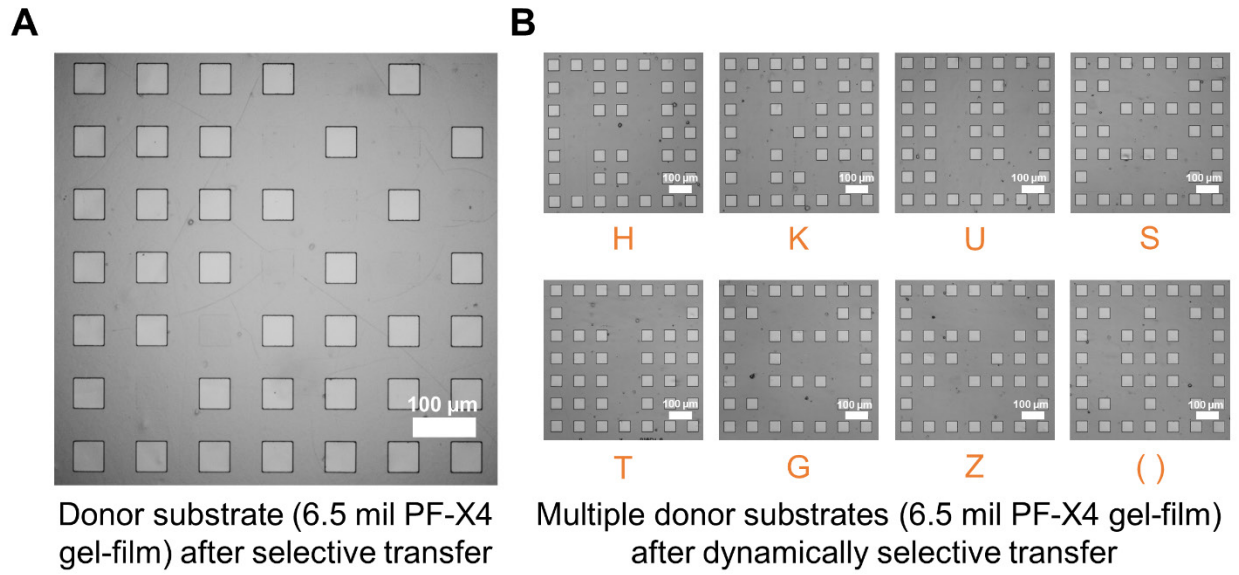 A
B
100 µm
100 µm
100 µm
100 µm
100 µm
H
K
U
S
100 µm
100 µm
100 µm
100 µm
T
G
Z
( )
Donor substrate (6.5 mil PF-X4
gel-film) after selective transfer
Multiple donor substrates (6.5 mil PF-X4 gel-film)
after dynamically selective transfer